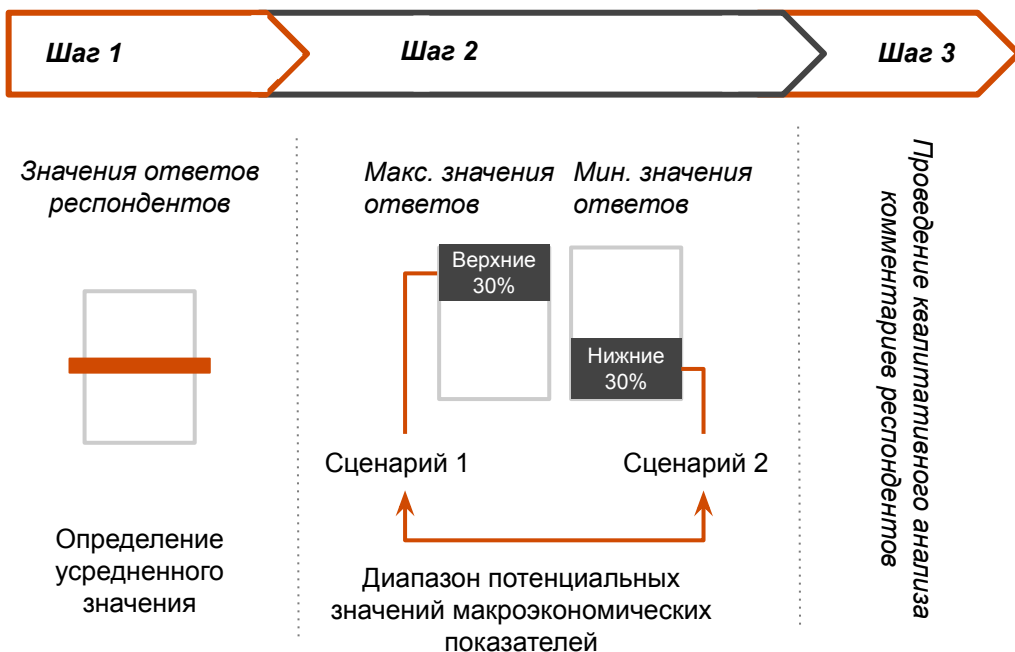 Шаг 1
Шаг 2
Шаг 3
Значения ответов
респондентов
Определение
усредненного
значения
Макс. значения
ответов
Мин. значения
ответов
Верхние
30%
Нижние
30%
Сценарий 1
Сценарий 2
Диапазон потенциальных
значений макроэкономических
показателей
Проведение квалитативного анализа
комментариев респондентов